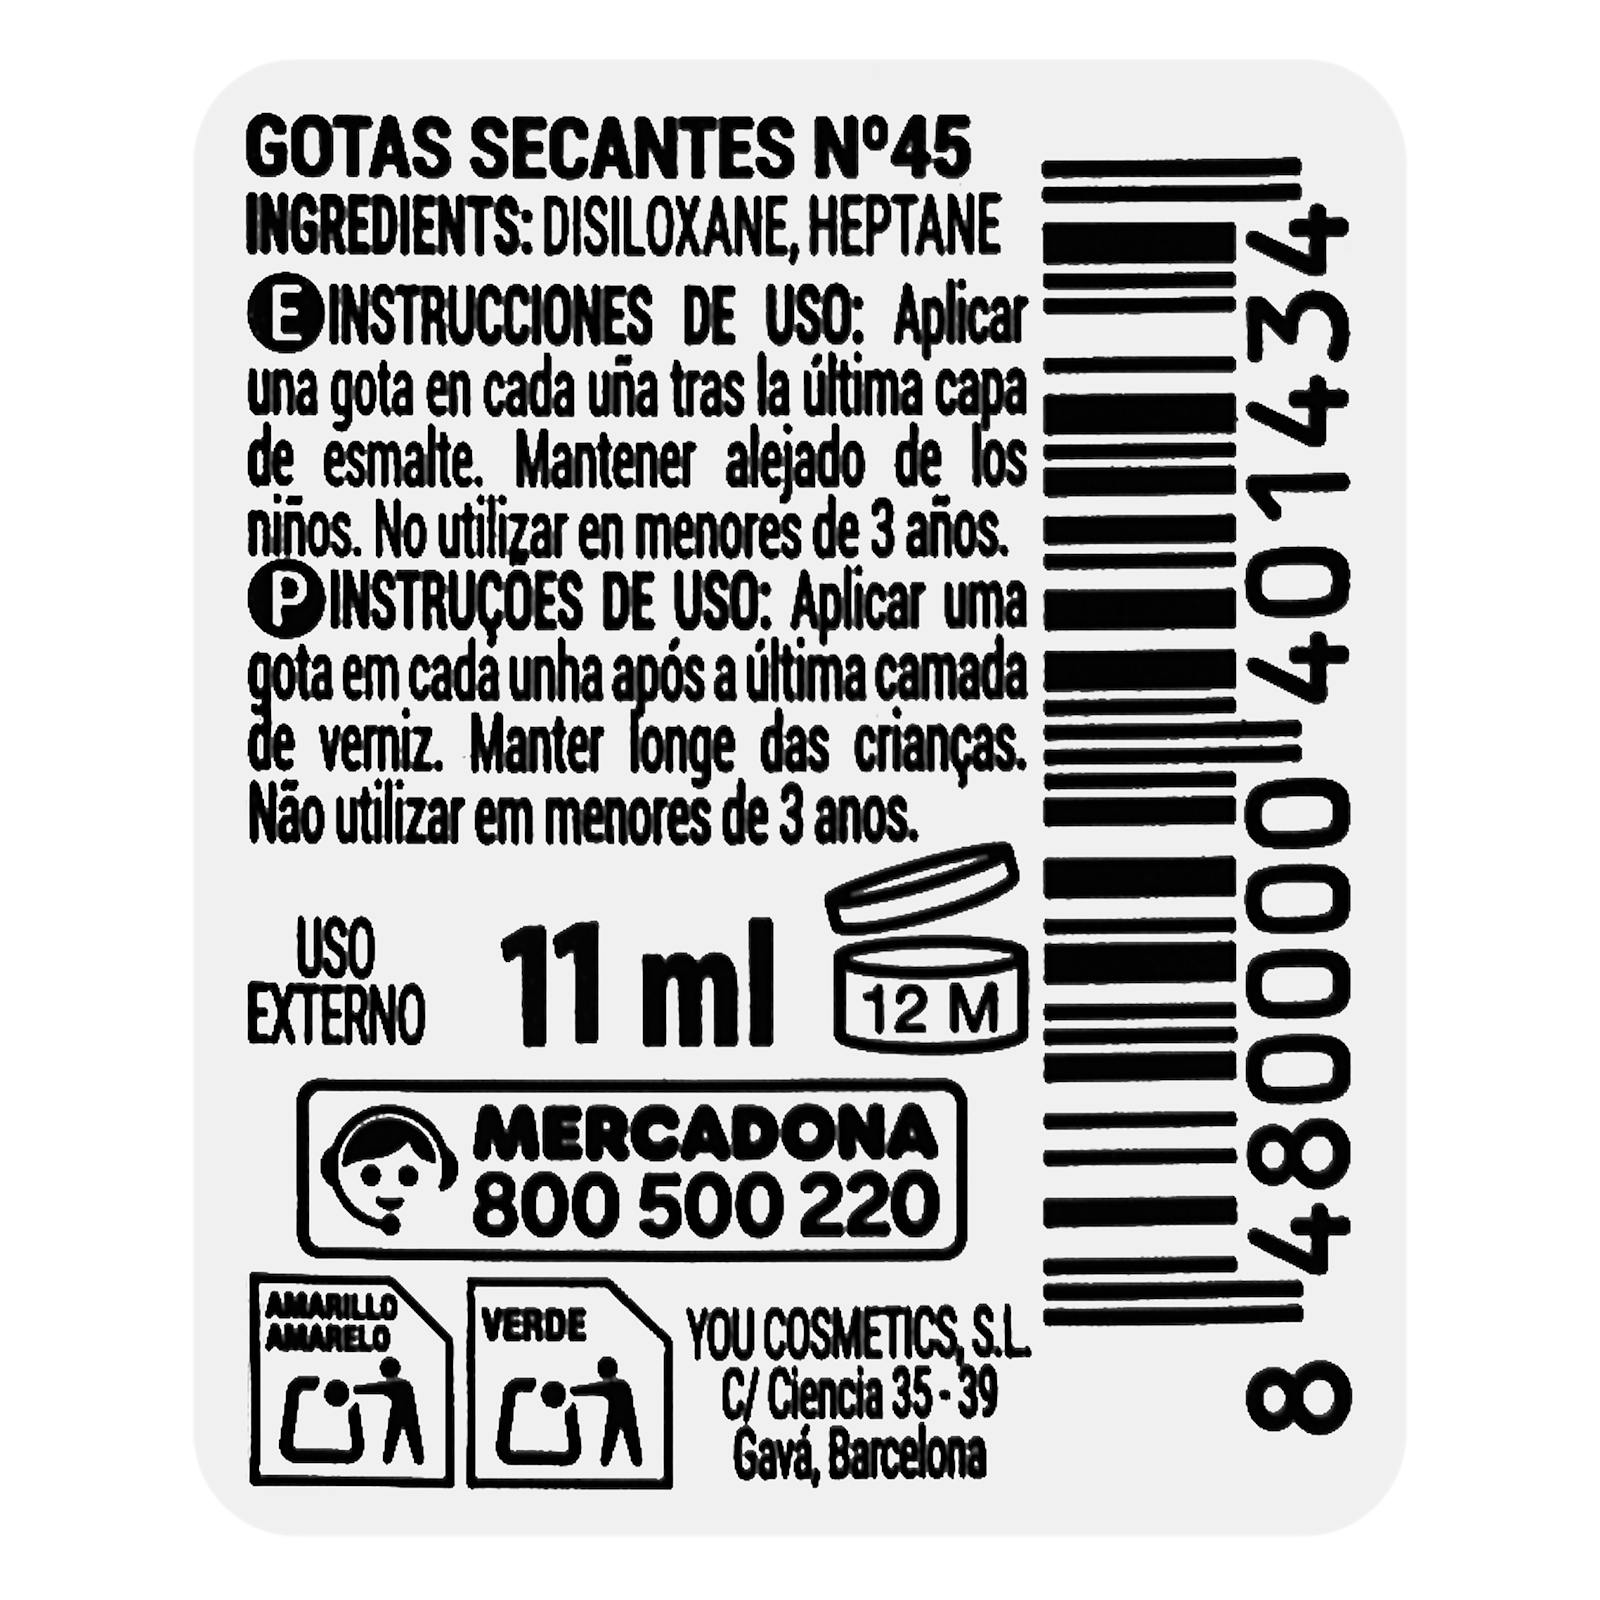 GOTAS SECANTES Nº45
INGREDIENTS: DISILOXANE, HEPTANE
E INSTRUCCIONES DE USO: Aplicar
una gota en cada uña tras la última capa
de esmalte. Mantener alejado de los
niños. No utilizar en menores de 3 años.
P INSTRUÇÕES DE USO: Aplicar uma
gota em cada unha após a última camada
de verniz. Manter longe das crianças.
Não utilizar em menores de 3 anos.
USO
EXTERNO
11 ml
12 M
MERCADONA
800 500 220
AMARILLO
AMARELO
VERDE
YOU COSMETICS, S.L.
C/ Ciencia 35 - 39
Gavá, Barcelona
8 480000 401434